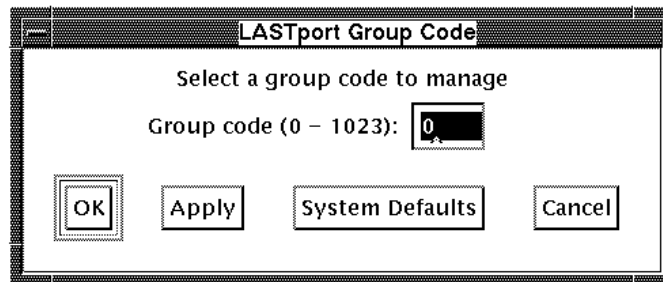 LASTport Group Code
Select a group code to manage
Group code (0 – 1023): 0
OK Apply System Defaults Cancel